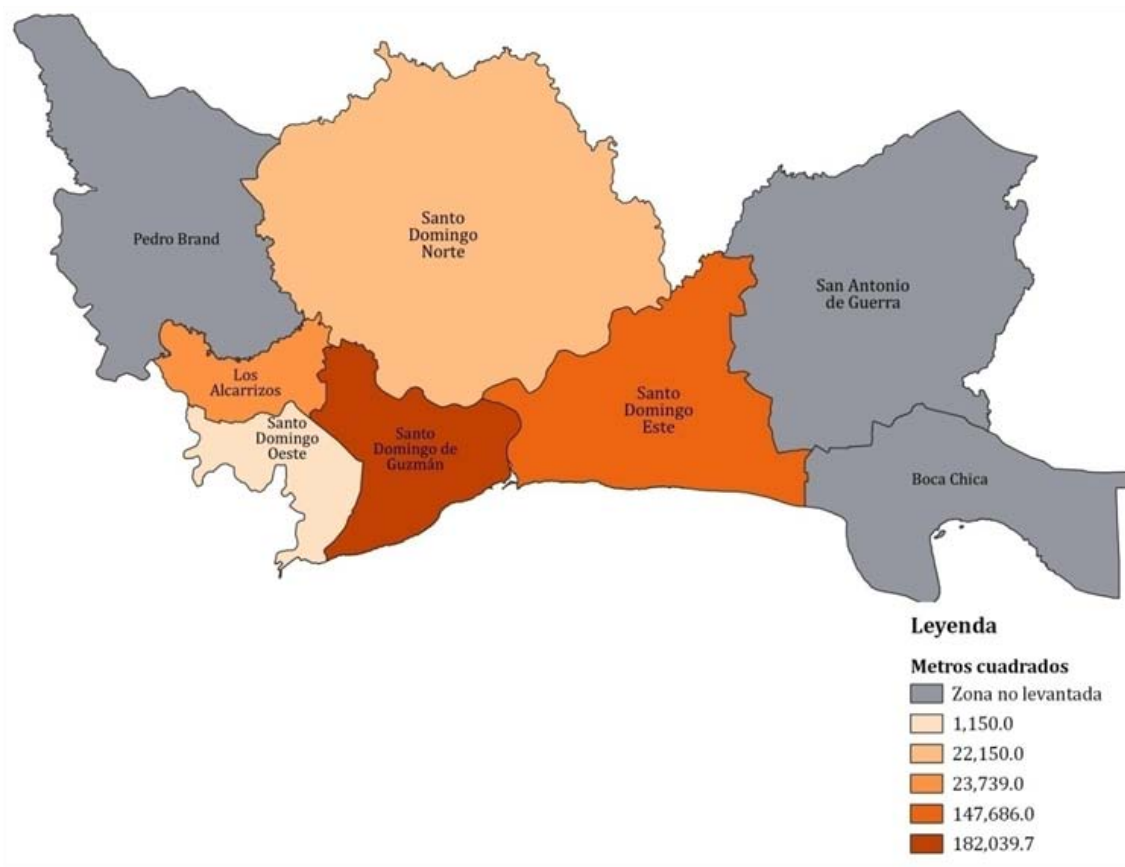 Pedro Brand
Santo
Domingo
Norte
San Antonio
de Guerra
Los
Alcarrizos
Santo
Domingo
Oeste
Santo
Domingo de
Guzmán
Santo
Domingo
Este
Boca Chica
Leyenda
Metros cuadrados
Zona no levantada
1,150.0
22,150.0
23,739.0
147,686.0
182,039.7